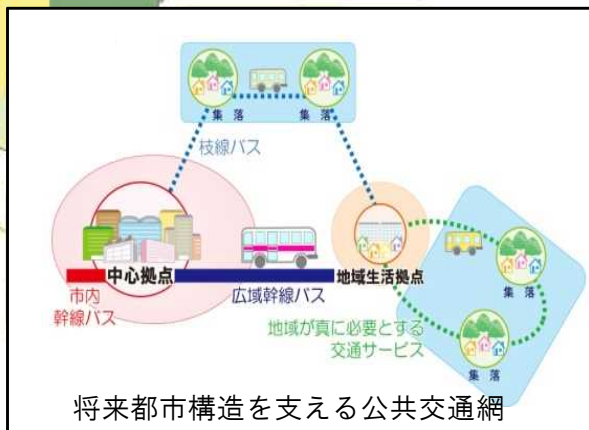 集 落
集 落
枝線バス
中心拠点
地域生活拠点
市内
幹線バス
広域幹線バス
集 落
地域が真に必要とする
交通サービス
集 落
将来都市構造を支える公共交通網